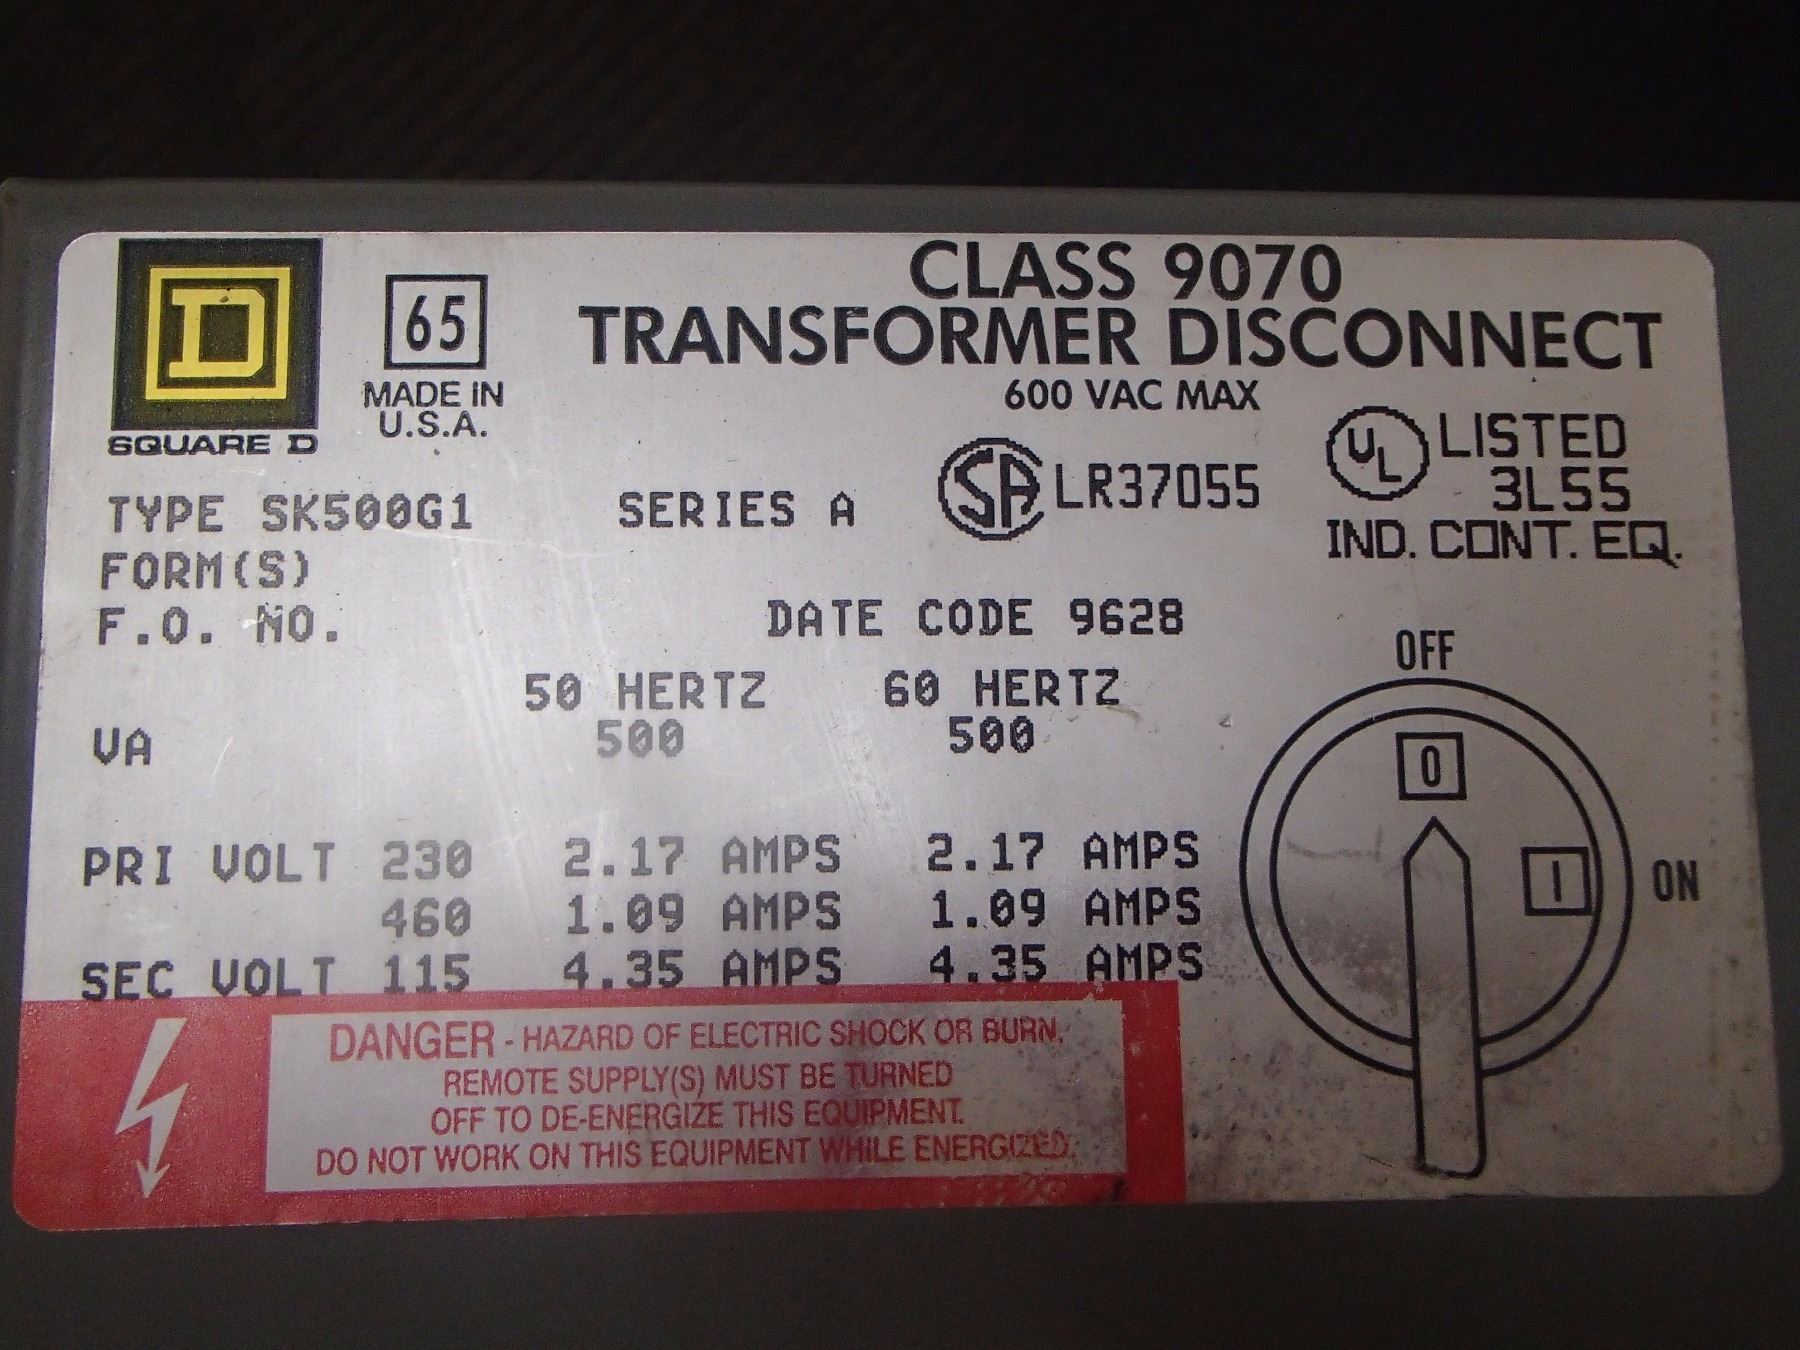 D
SQUARE D
65
MADE IN
U.S.A.
CLASS 9070
TRANSFORMER DISCONNECT
600 VAC MAX
SA LR37055
UL LISTED
3L55
IND. CONT. EQ.
TYPE SK500G1 SERIES A
FORM(S)
F.O. NO. DATE CODE 9628
50 HERTZ 60 HERTZ
VA 500 500
PRI VOLT 230 2.17 AMPS 2.17 AMPS
460 1.09 AMPS 1.09 AMPS
SEC VOLT 115 4.35 AMPS 4.35 AMPS
OFF
O
I ON
DANGER - HAZARD OF ELECTRIC SHOCK OR BURN.
REMOTE SUPPLY(S) MUST BE TURNED
OFF TO DE-ENERGIZE THIS EQUIPMENT.
DO NOT WORK ON THIS EQUIPMENT WHILE ENERGIZED.